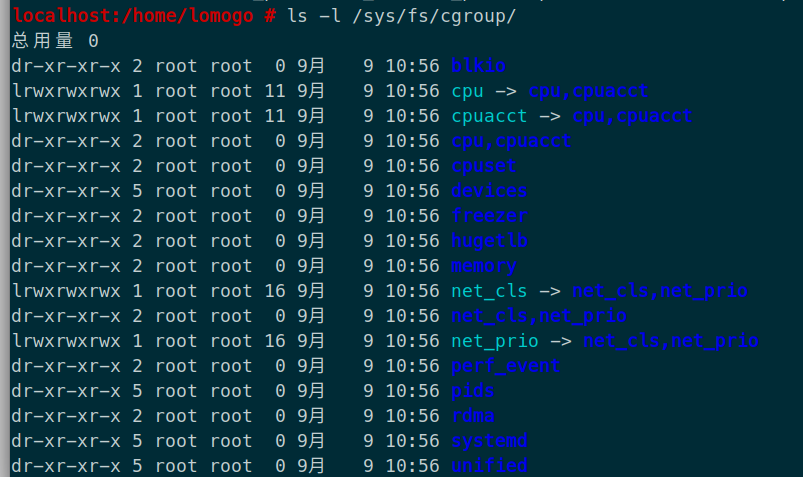 localhost:/home/lomogo # ls -l /sys/fs/cgroup/
总用量 0
dr-xr-xr-x 2 root root  0 9月   9 10:56 blkio
lrwxrwxrwx 1 root root 11 9月   9 10:56 cpu -> cpu,cpuacct
lrwxrwxrwx 1 root root 11 9月   9 10:56 cpuacct -> cpu,cpuacct
dr-xr-xr-x 2 root root  0 9月   9 10:56 cpu,cpuacct
dr-xr-xr-x 2 root root  0 9月   9 10:56 cpuset
dr-xr-xr-x 5 root root  0 9月   9 10:56 devices
dr-xr-xr-x 2 root root  0 9月   9 10:56 freezer
dr-xr-xr-x 2 root root  0 9月   9 10:56 hugetlb
dr-xr-xr-x 2 root root  0 9月   9 10:56 memory
lrwxrwxrwx 1 root root 16 9月   9 10:56 net_cls -> net_cls,net_prio
dr-xr-xr-x 2 root root  0 9月   9 10:56 net_cls,net_prio
lrwxrwxrwx 1 root root 16 9月   9 10:56 net_prio -> net_cls,net_prio
dr-xr-xr-x 2 root root  0 9月   9 10:56 perf_event
dr-xr-xr-x 5 root root  0 9月   9 10:56 pids
dr-xr-xr-x 2 root root  0 9月   9 10:56 rdma
dr-xr-xr-x 5 root root  0 9月   9 10:56 systemd
dr-xr-xr-x 5 root root  0 9月   9 10:56 unified